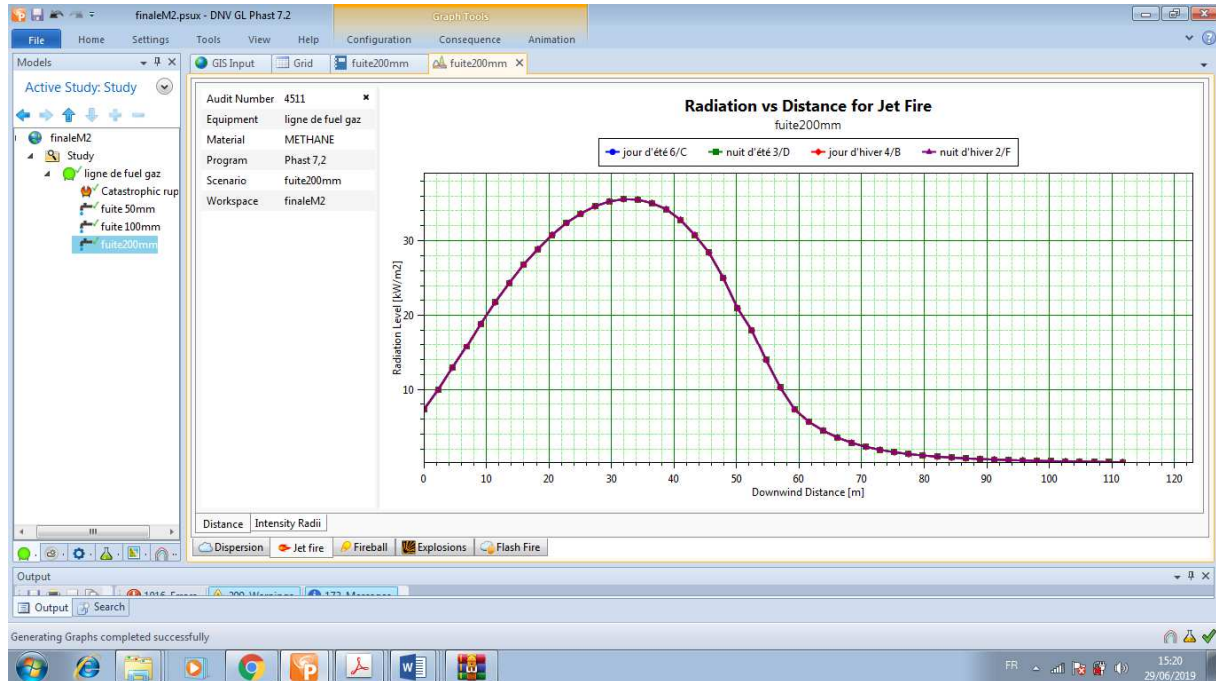 finaleM2.psux - DNV GL Phast 7.2
Graph Tools
File Home Settings Tools View Help Configuration Consequence Animation
Models
GIS Input Grid fuite200mm fuite200mm
Active Study: Study
finaleM2
Study
ligne de fuel gaz
Catastrophic rup
fuite 50mm
fuite 100mm
fuite200mm
Audit Number 4511
Equipment ligne de fuel gaz
Material METHANE
Program Phast 7,2
Scenario fuite200mm
Workspace finaleM2
Radiation vs Distance for Jet Fire
fuite200mm
jour d'été 6/C nuit d'été 3/D jour d'hiver 4/B nuit d'hiver 2/F
Radiation Level [kW/m2]
30
20
10
0 10 20 30 40 50 60 70 80 90 100 110 120
Downwind Distance [m]
Distance Intensity Radii
Dispersion Jet fire Fireball Explosions Flash Fire
Output
1016 Errors 200 Warnings 173 Messages
Output Search
Generating Graphs completed successfully
FR
15:20
29/06/2019